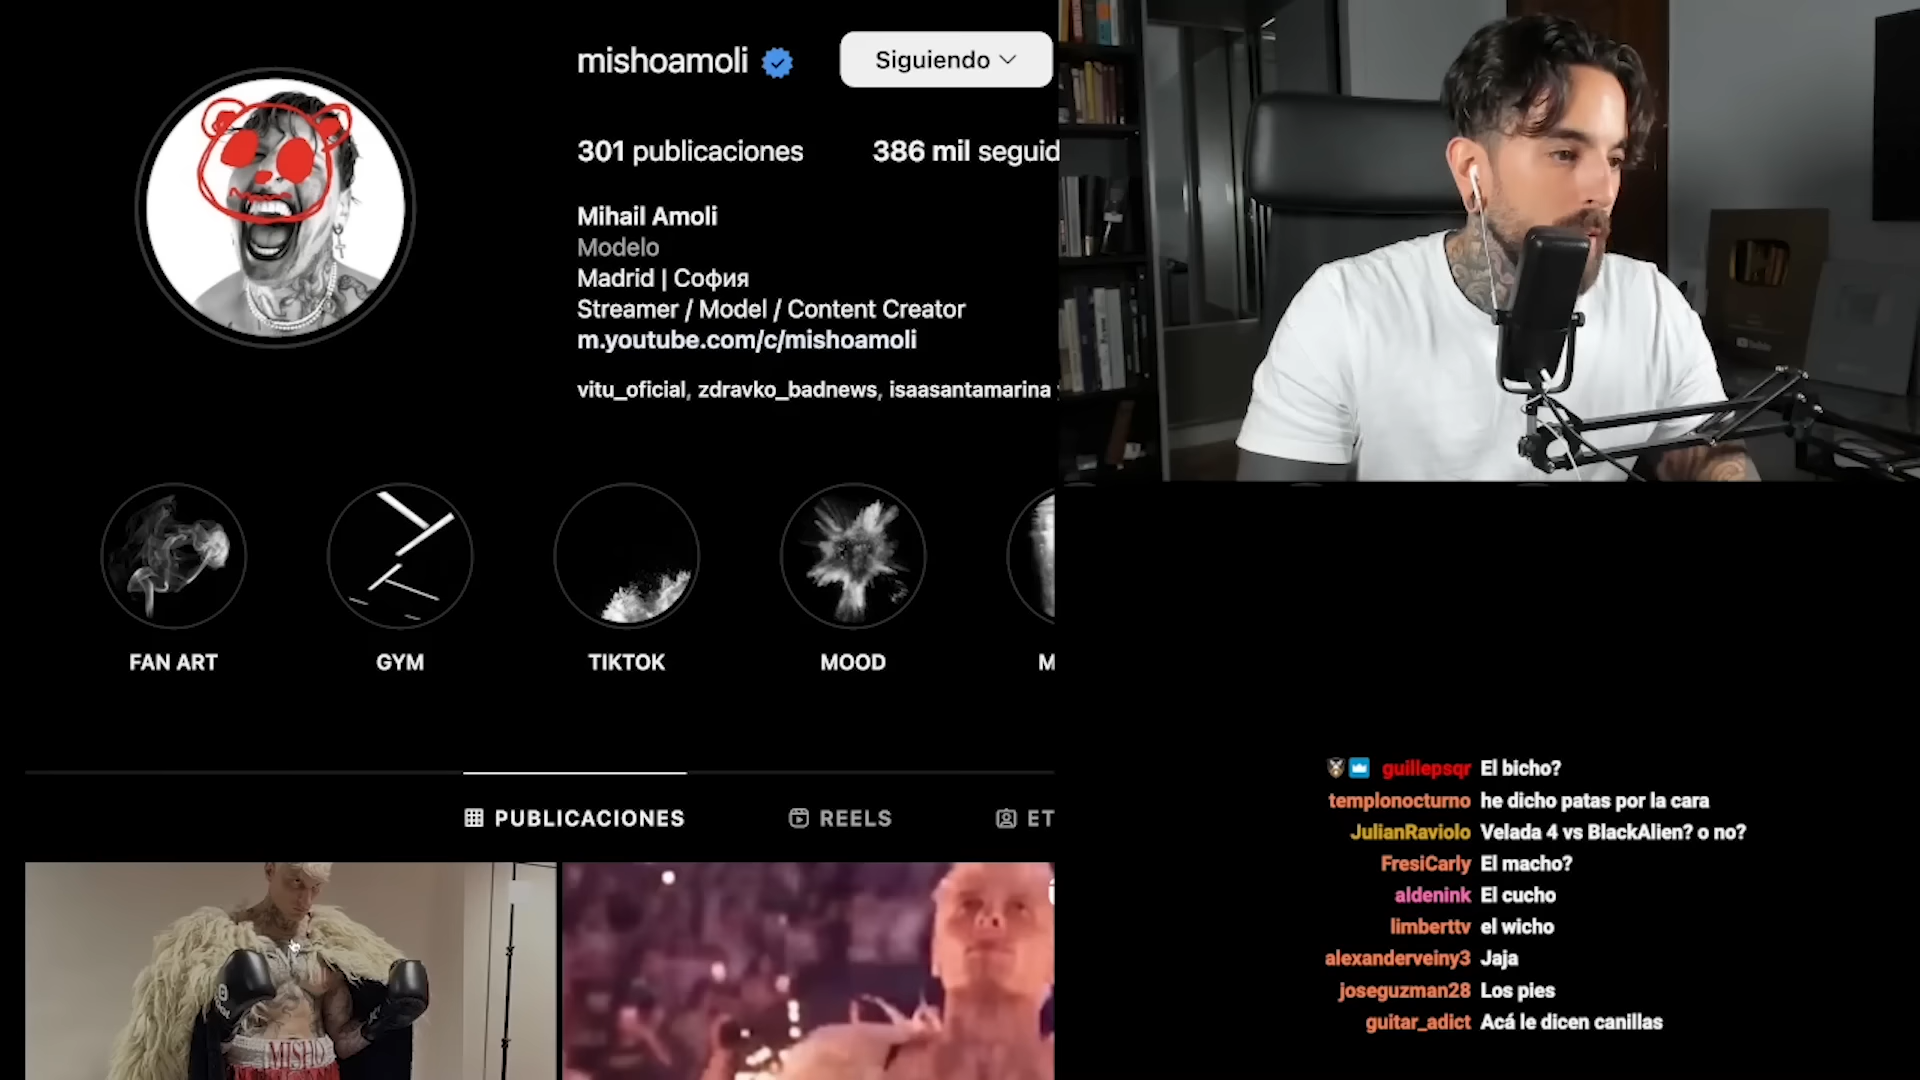 mishoamoli
Siguiendo
301 publicaciones
386 mil seguid
Mihail Amoli
Modelo
Madrid | София
Streamer / Model / Content Creator
m.youtube.com/c/mishoamoli
vitu_oficial, zdravko_badnews, isaasantamarina
FAN ART
GYM
TIKTOK
MOOD
M
PUBLICACIONES
REELS
ET
MISHO
YouTube
guillepsqr El bicho?
templonocturno he dicho patas por la cara
JulianRaviolo Velada 4 vs BlackAlien? o no?
FresiCarly El macho?
aldenink El cucho
limberttv el wicho
alexanderveiny3 Jaja
joseguzman28 Los pies
guitar_adict Acá le dicen canillas